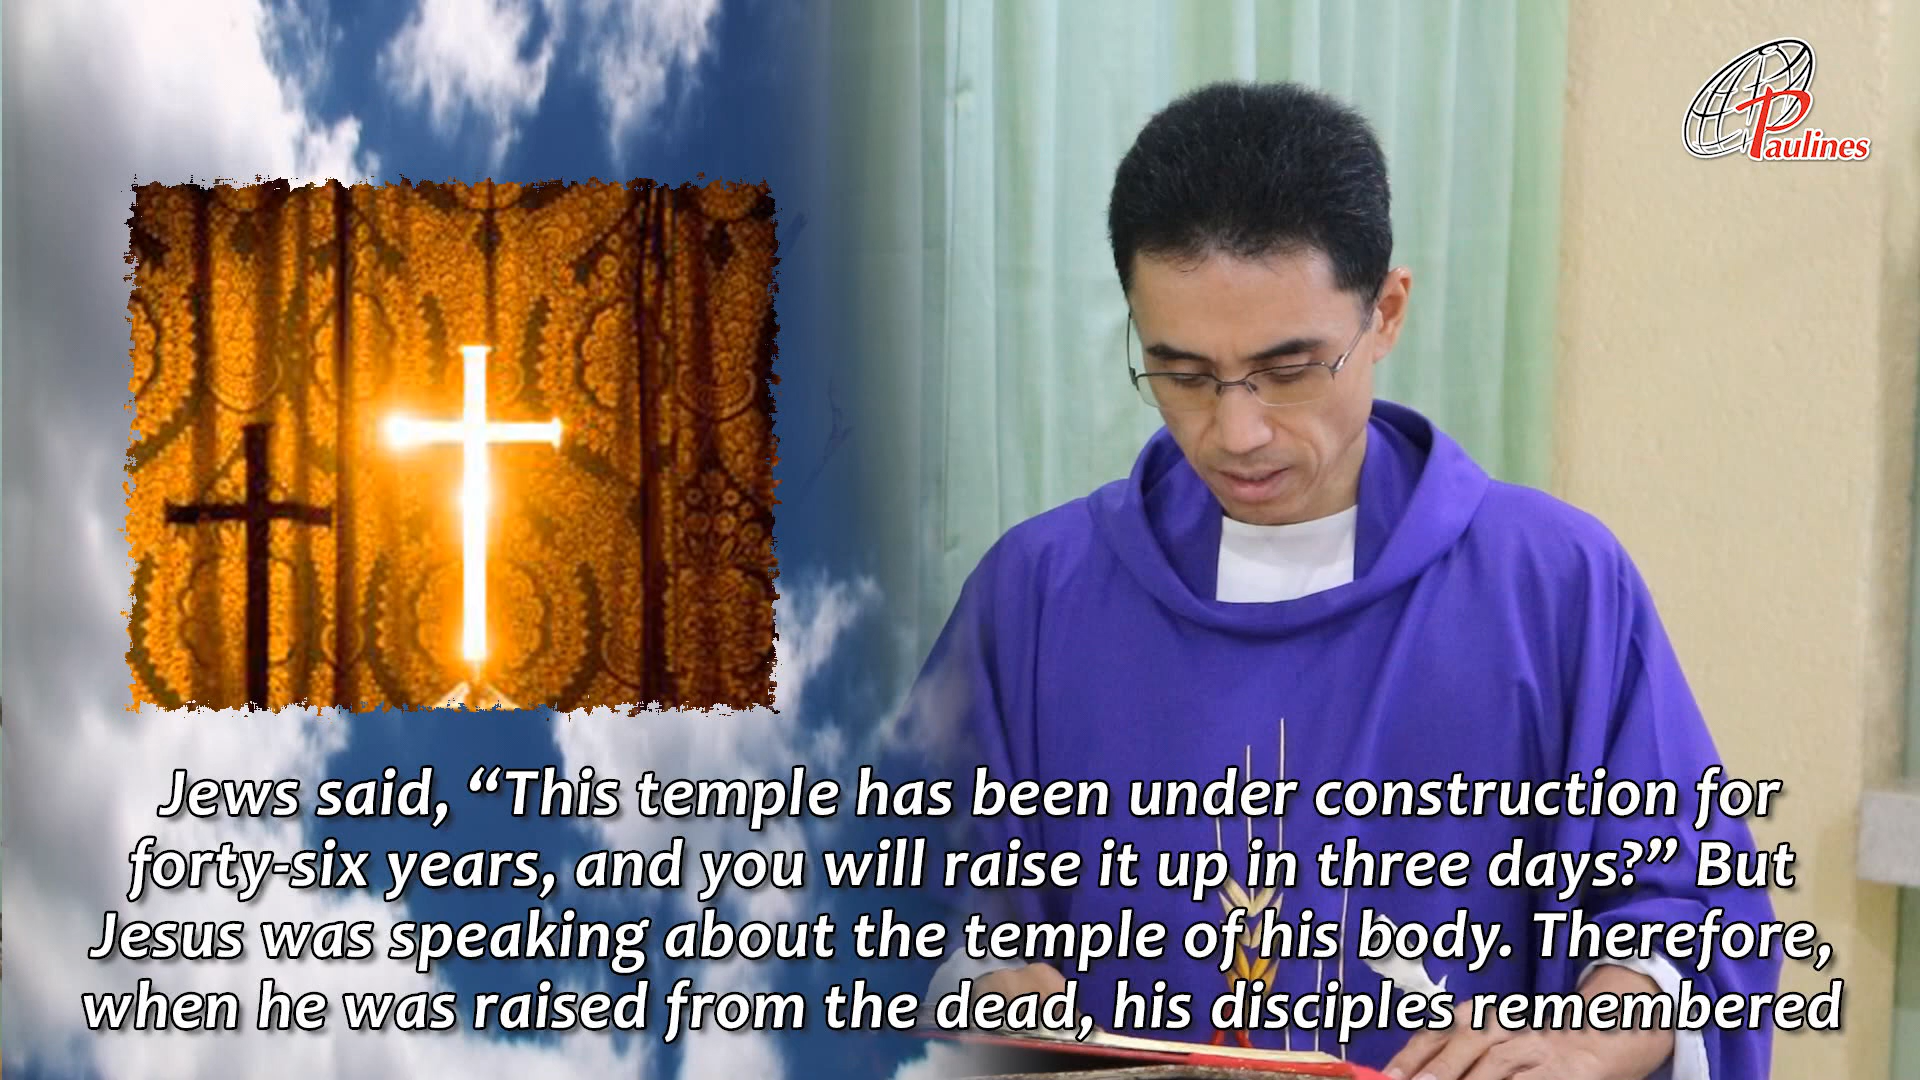 Paulines
Jews said, “This temple has been under construction for
forty-six years, and you will raise it up in three days?” But
Jesus was speaking about the temple of his body. Therefore,
when he was raised from the dead, his disciples remembered